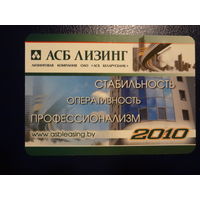 АСБ ЛИЗИНГ
ЛИЗИНГОВАЯ КОМПАНИЯ ОАО «АСБ БЕЛАРУСБАНК»
СТАБИЛЬНОСТЬ
ОПЕРАТИВНОСТЬ
ПРОФЕССИОНАЛИЗМ
www.asbleasing.by
2010